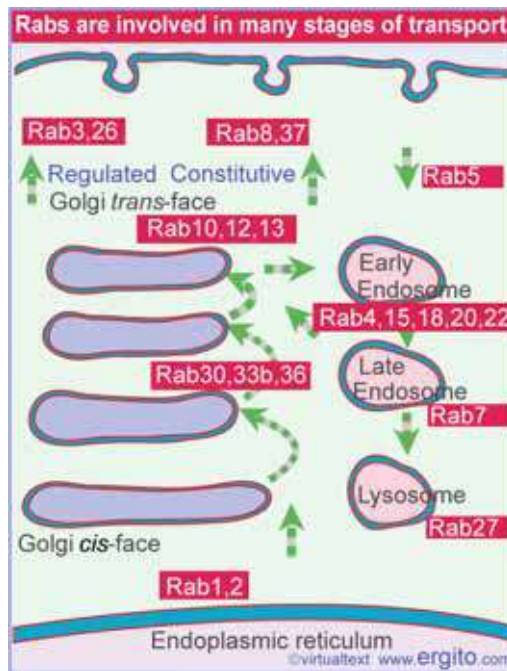 Rabs are involved in many stages of transport
Rab3,26
Rab8,37
Rab5
Regulated Constitutive
Golgi trans-face
Rab10,12,13
Early
Endosome
Rab4,15,18,20,22
Rab30,33b,36
Late
Endosome
Rab7
Lysosome
Rab27
Golgi cis-face
Rab1,2
Endoplasmic reticulum
©virtualtext www.ergito.com